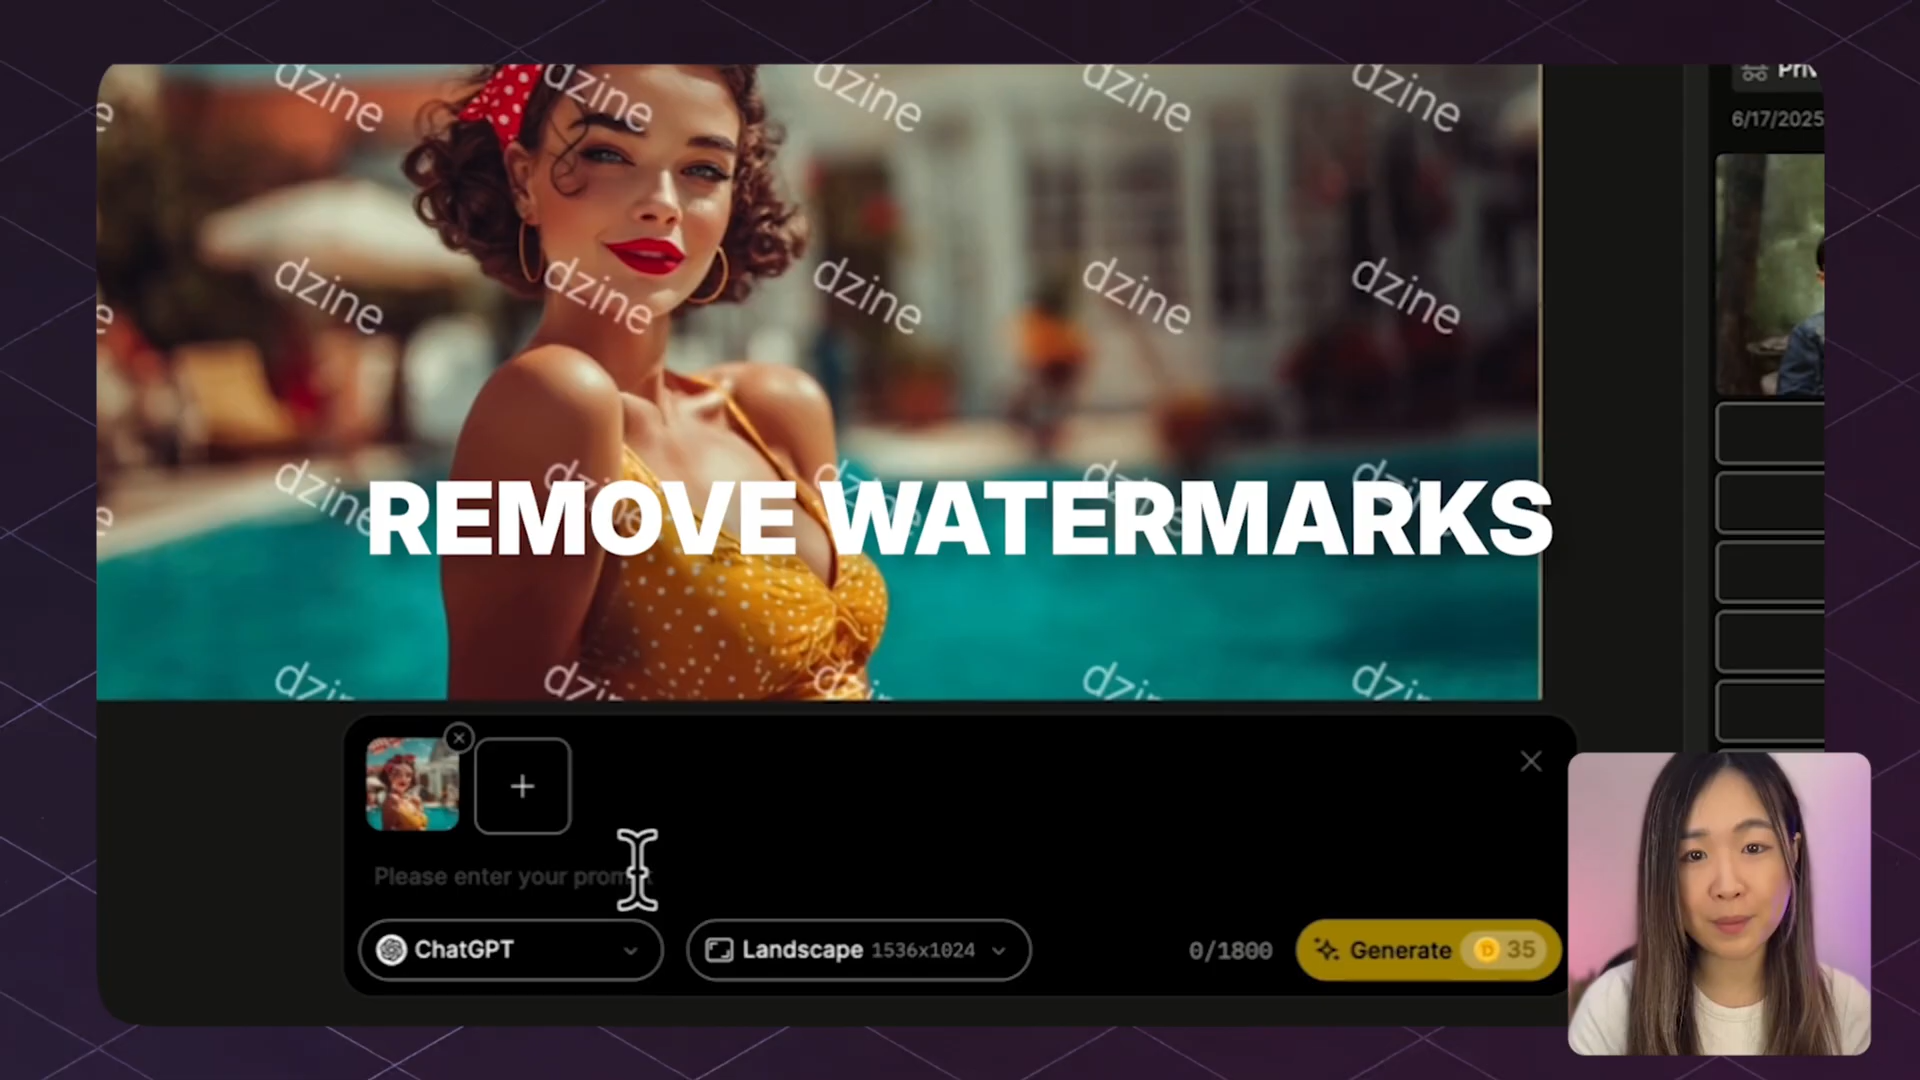 dzine dzine dzine dzine dzine
Priv
6/17/2025
dzine dzine dzine dzine dzine
REMOVE WATERMARKS
Please enter your prom
ChatGPT
Landscape 1536x1024
0/1800
Generate 35